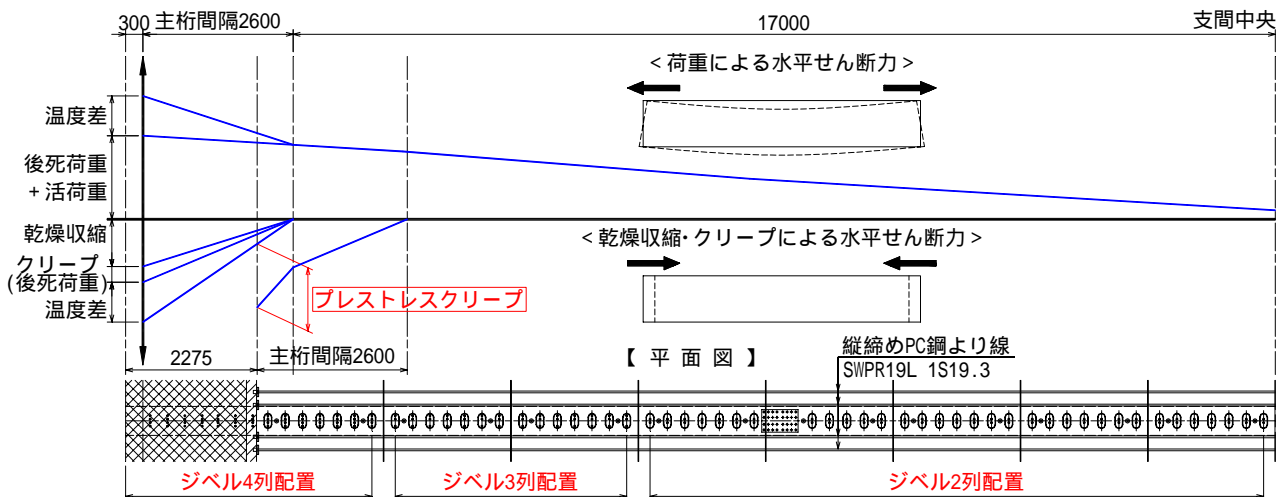 300 主桁間隔2600 17000 支間中央
<荷重による水平せん断力>
温度差
後死荷重
+活荷重
乾燥収縮
クリープ
(後死荷重)
温度差
<乾燥収縮・クリープによる水平せん断力>
プレストレスクリープ
2275 主桁間隔2600
【平面図】
縦締めPC鋼より線
SWPR19L 1S19.3
ジベル4列配置 ジベル3列配置 ジベル2列配置